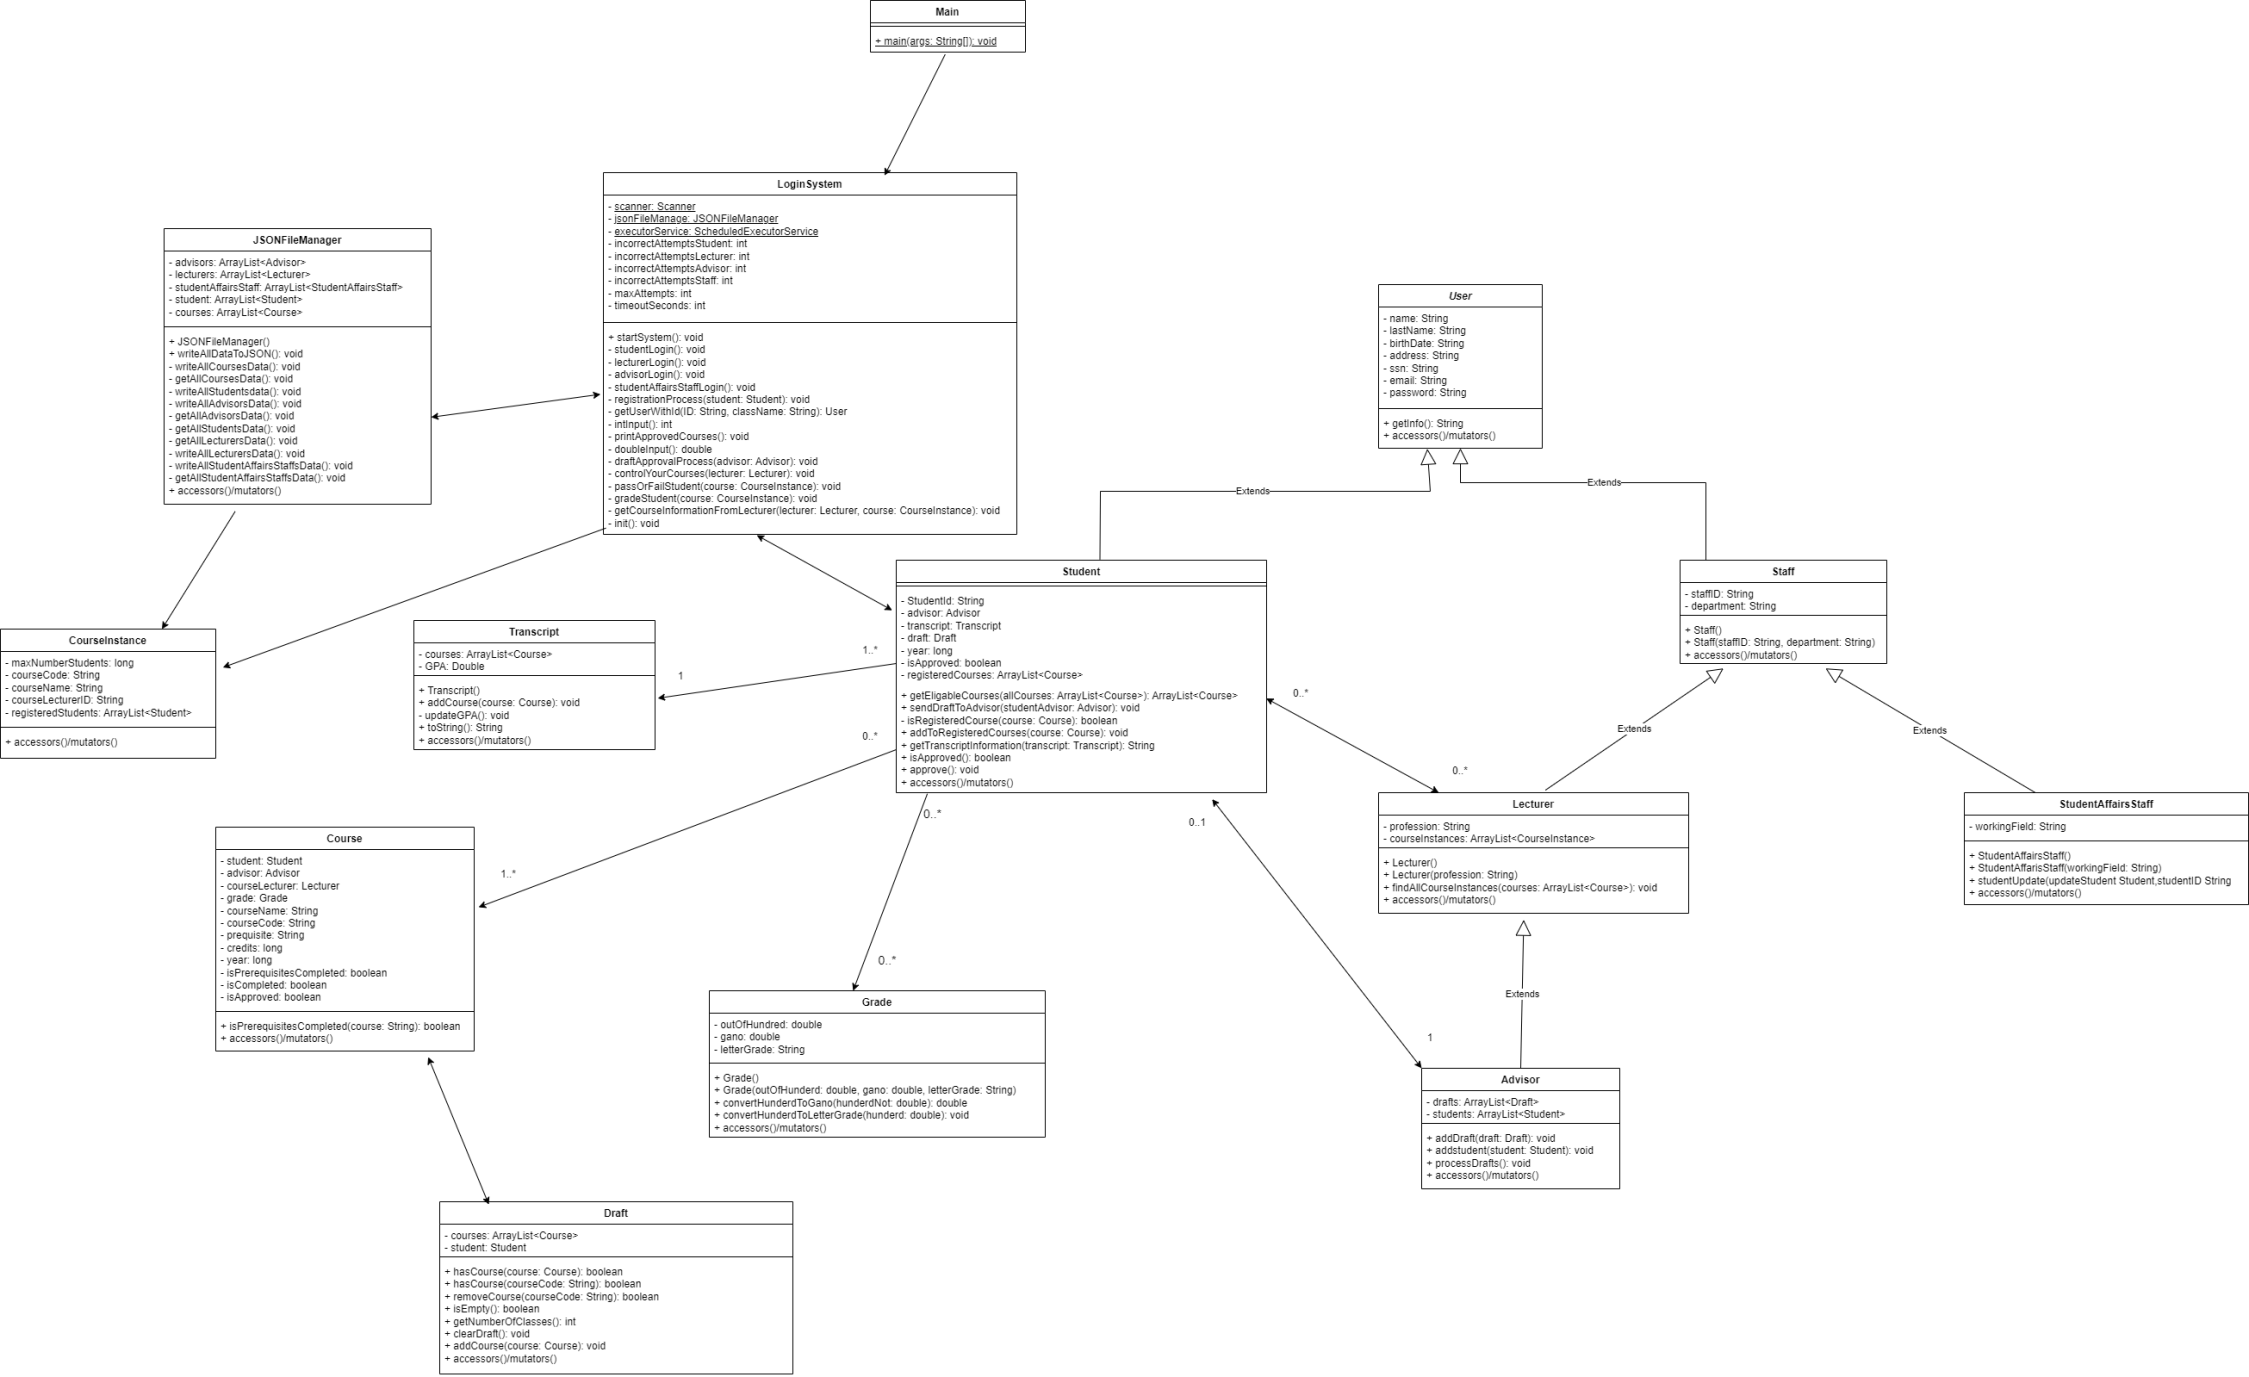 Main
+ main(args: String[]): void
LoginSystem
- scanner: Scanner
- jsonFileManage: JSONFileManager
- executorService: ScheduledExecutorService
- incorrectAttemptsStudent: int
- incorrectAttemptsLecturer: int
- incorrectAttemptsAdvisor: int
- incorrectAttemptsStaff: int
- maxAttempts: int
- timeoutSeconds: int
+ startSystem(): void
- studentLogin(): void
- lecturerLogin(): void
- advisorLogin(): void
- studentAffairsStaffLogin(): void
- registrationProcess(student: Student): void
- getUserWithId(ID: String, className: String): User
- intInput(): int
- printApprovedCourses(): void
- doubleInput(): double
- draftApprovalProcess(advisor: Advisor): void
- controlYourCourses(lecturer: Lecturer): void
- passOrFailStudent(course: CourseInstance): void
- gradeStudent(course: CourseInstance): void
- getCourseInformationFromLecturer(lecturer: Lecturer, course: CourseInstance): void
- init(): void
JSONFileManager
- advisors: ArrayList<Advisor>
- lecturers: ArrayList<Lecturer>
- studentAffairsStaff: ArrayList<StudentAffairsStaff>
- student: ArrayList<Student>
- courses: ArrayList<Course>
+ JSONFileManager()
+ writeAllDataToJSON(): void
- writeAllCoursesData(): void
- getAllCoursesData(): void
- writeAllStudentsdata(): void
- writeAllAdvisorsData(): void
- getAllAdvisorsData(): void
- getAllStudentsData(): void
- getAllLecturersData(): void
- writeAllLecturersData(): void
- writeAllStudentAffairsStaffsData(): void
- getAllStudentAffairsStaffsData(): void
+ accessors()/mutators()
User
- name: String
- lastName: String
- birthDate: String
- address: String
- ssn: String
- email: String
- password: String
+ getInfo(): String
+ accessors()/mutators()
Extends
Extends
CourseInstance
- maxNumberStudents: long
- courseCode: String
- courseName: String
- courseLecturerID: String
- registeredStudents: ArrayList<Student>
+ accessors()/mutators()
Transcript
- courses: ArrayList<Course>
- GPA: Double
+ Transcript()
+ addCourse(course: Course): void
- updateGPA(): void
+ toString(): String
+ accessors()/mutators()
1
1..*
0..*
Student
- StudentId: String
- advisor: Advisor
- transcript: Transcript
- draft: Draft
- year: long
- isApproved: boolean
- registeredCourses: ArrayList<Course>
+ getEligableCourses(allCourses: ArrayList<Course>): ArrayList<Course>
+ sendDraftToAdvisor(studentAdvisor: Advisor): void
- isRegisteredCourse(course: Course): boolean
+ addToRegisteredCourses(course: Course): void
+ getTranscriptInformation(transcript: Transcript): String
+ isApproved(): boolean
+ approve(): void
+ accessors()/mutators()
0..*
0..*
Staff
- staffID: String
- department: String
+ Staff()
+ Staff(staffID: String, department: String)
+ accessors()/mutators()
Extends
Extends
Lecturer
- profession: String
- courseInstances: ArrayList<CourseInstance>
+ Lecturer()
+ Lecturer(profession: String)
+ findAllCourseInstances(courses: ArrayList<Course>): void
+ accessors()/mutators()
StudentAffairsStaff
- workingField: String
+ StudentAffairsStaff()
+ StudentAffarisStaff(workingField: String)
+ studentUpdate(updateStudent Student,studentID String
+ accessors()/mutators()
Course
- student: Student
- advisor: Advisor
- courseLecturer: Lecturer
- grade: Grade
- courseName: String
- courseCode: String
- prequisite: String
- credits: long
- year: long
- isPrerequisitesCompleted: boolean
- isCompleted: boolean
- isApproved: boolean
+ isPrerequisitesCompleted(course: String): boolean
+ accessors()/mutators()
1..*
0..*
0..*
0..1
1
Extends
Grade
- outOfHundred: double
- gano: double
- letterGrade: String
+ Grade()
+ Grade(outOfHunderd: double, gano: double, letterGrade: String)
+ convertHunderdToGano(hunderdNot: double): double
+ convertHunderdToLetterGrade(hunderd: double): void
+ accessors()/mutators()
Advisor
- drafts: ArrayList<Draft>
- students: ArrayList<Student>
+ addDraft(draft: Draft): void
+ addstudent(student: Student): void
+ processDrafts(): void
+ accessors()/mutators()
Draft
- courses: ArrayList<Course>
- student: Student
+ hasCourse(course: Course): boolean
+ hasCourse(courseCode: String): boolean
+ removeCourse(courseCode: String): boolean
+ isEmpty(): boolean
+ getNumberOfClasses(): int
+ clearDraft(): void
+ addCourse(course: Course): void
+ accessors()/mutators()